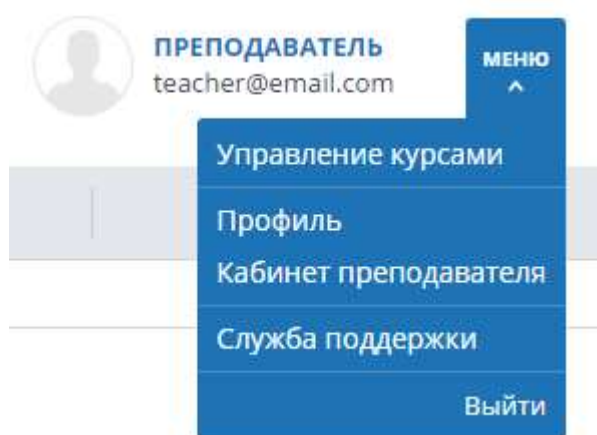 ПРЕПОДАВАТЕЛЬ
teacher@email.com
МЕНЮ
Управление курсами
Профиль
Кабинет преподавателя
Служба поддержки
Выйти